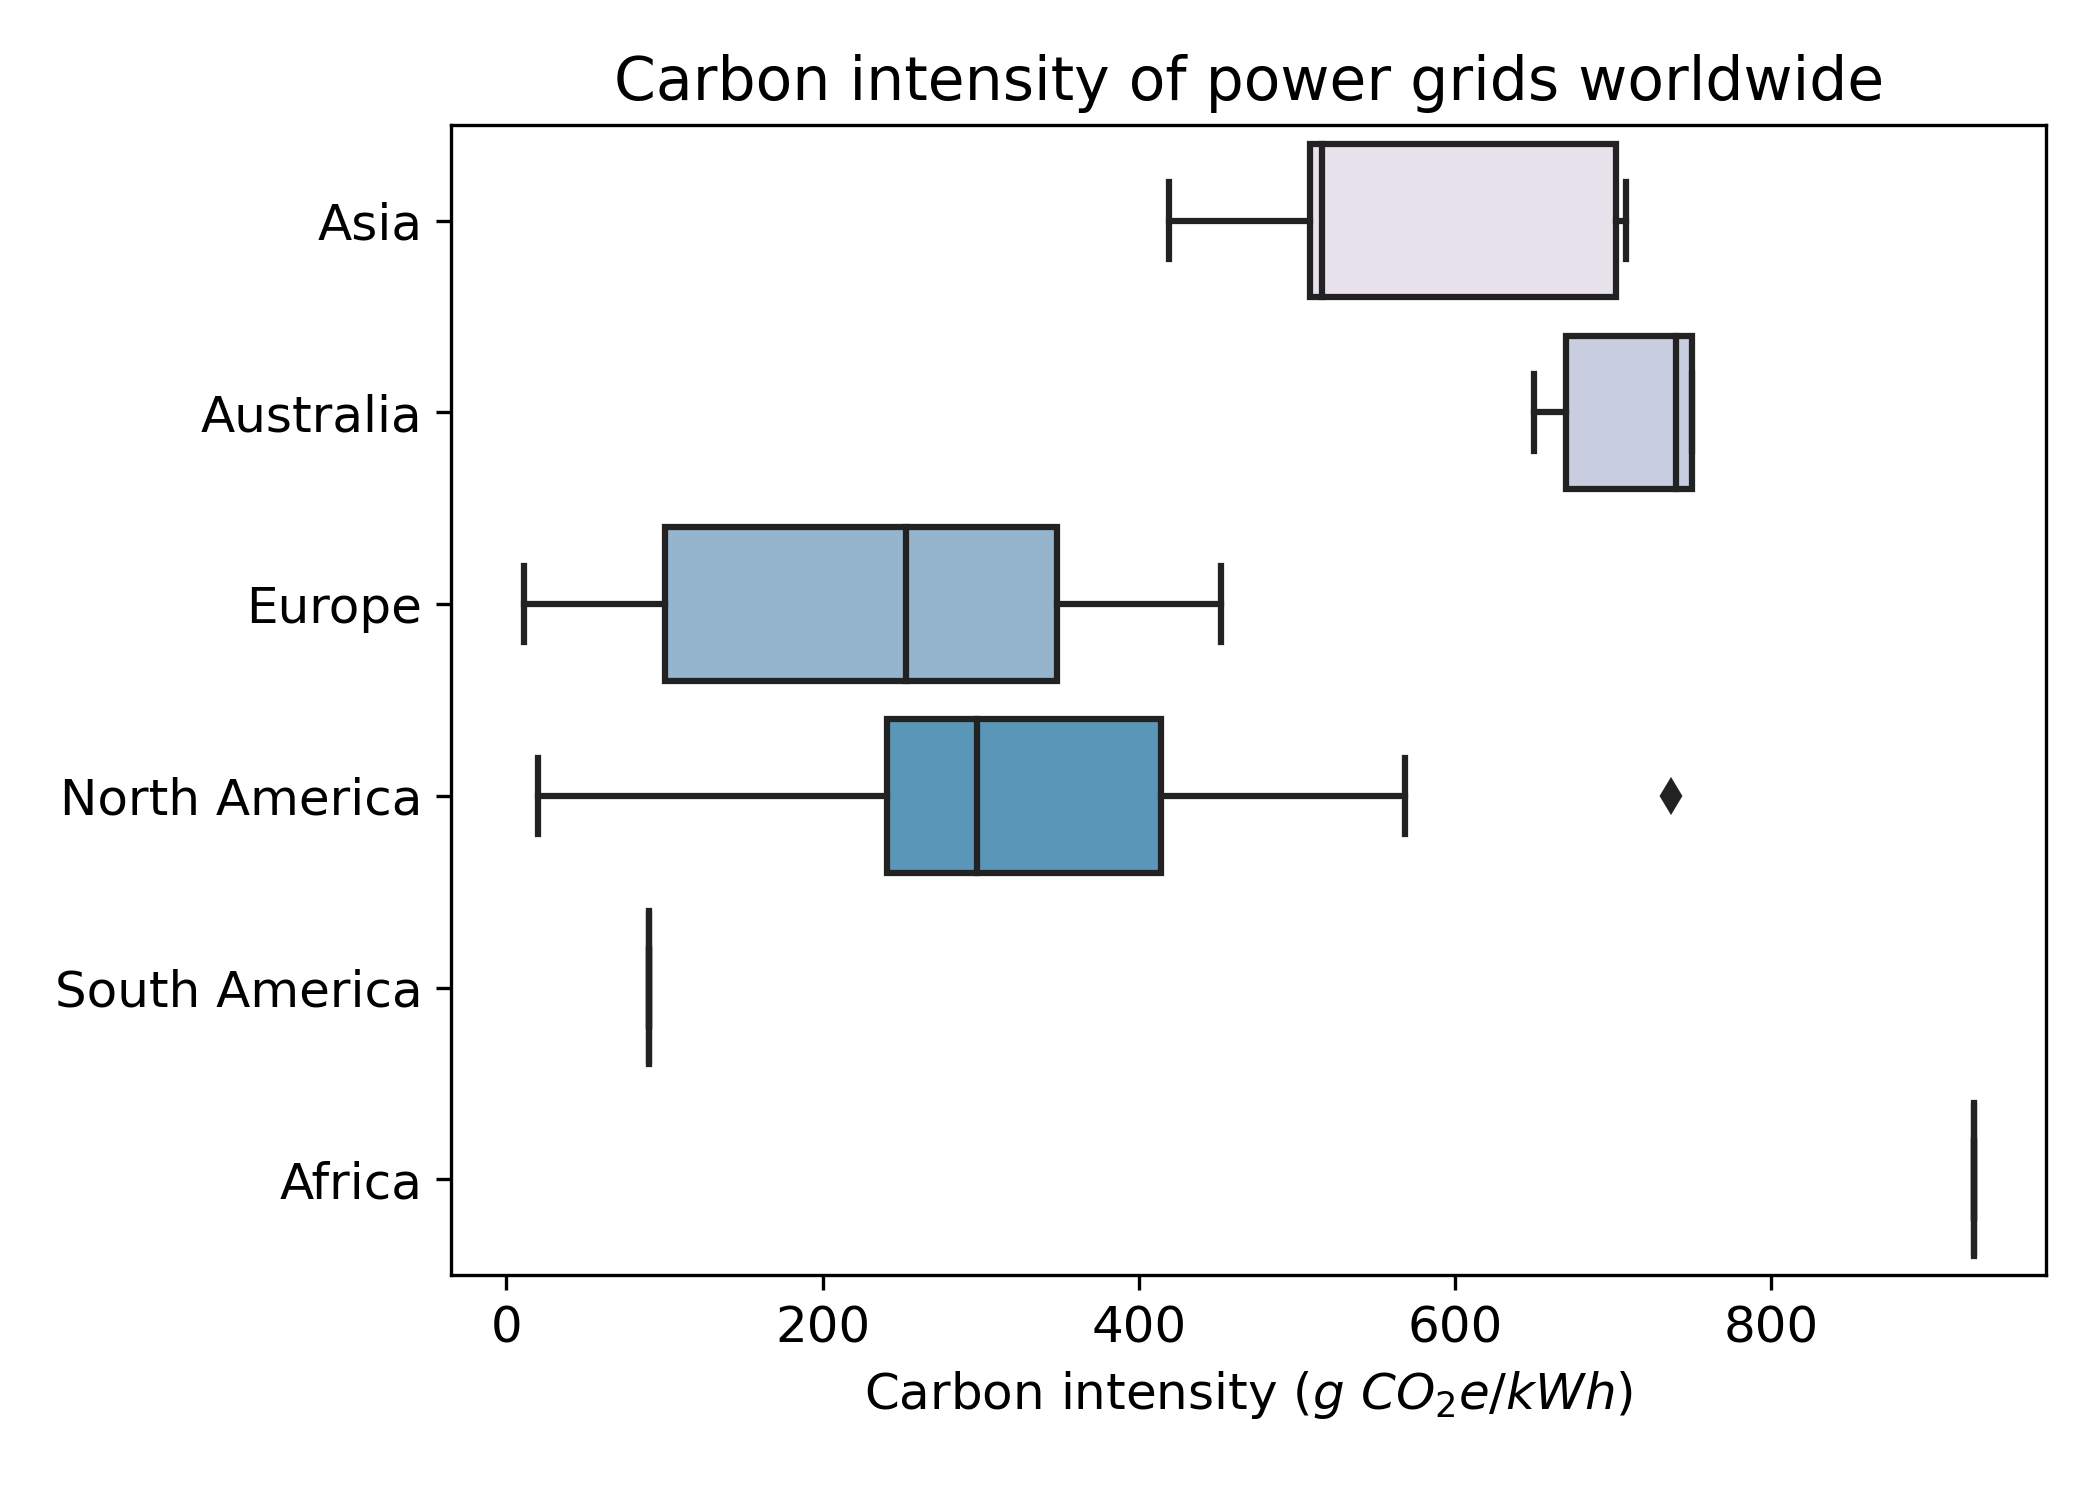 Carbon intensity of power grids worldwide
Asia
Australia
Europe
North America
South America
Africa
0 200 400 600 800
Carbon intensity (g CO₂e/kWh)